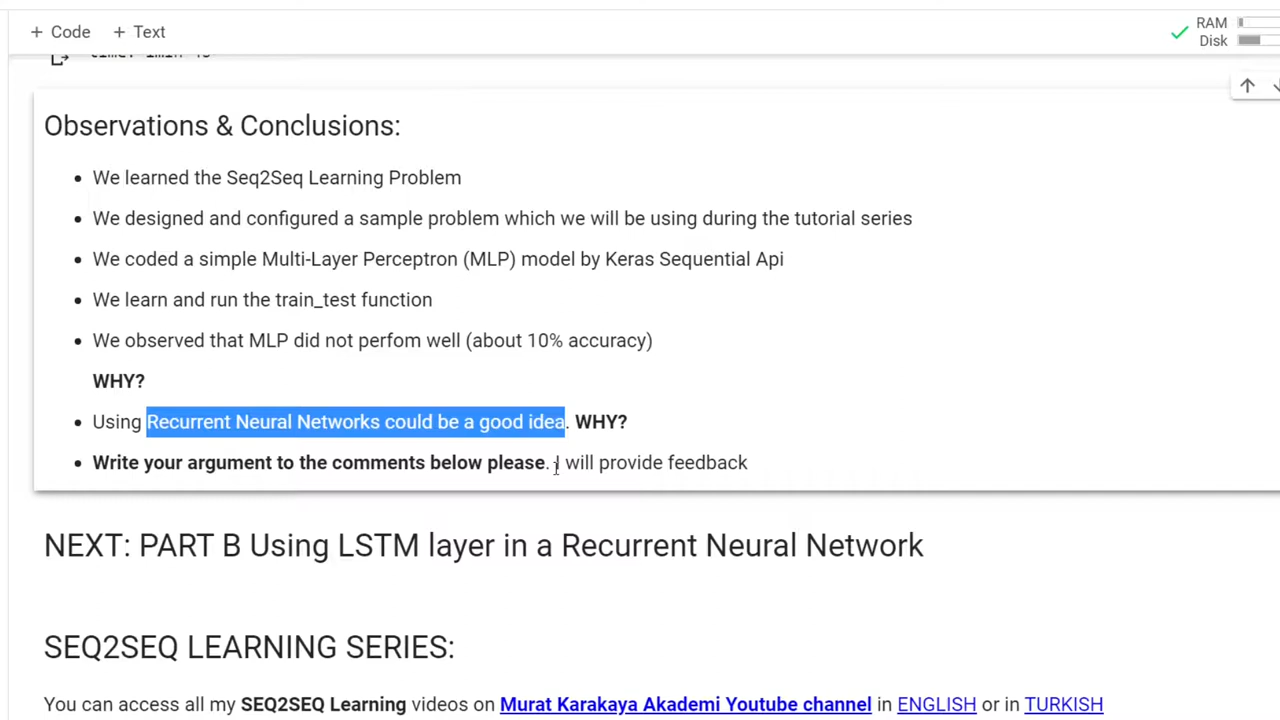 + Code + Text
RAM
Disk
Observations & Conclusions:
We learned the Seq2Seq Learning Problem
We designed and configured a sample problem which we will be using during the tutorial series
We coded a simple Multi-Layer Perceptron (MLP) model by Keras Sequential Api
We learn and run the train_test function
We observed that MLP did not perfom well (about 10% accuracy)
WHY?
Using Recurrent Neural Networks could be a good idea. WHY?
Write your argument to the comments below please. I will provide feedback
NEXT: PART B Using LSTM layer in a Recurrent Neural Network
SEQ2SEQ LEARNING SERIES:
You can access all my SEQ2SEQ Learning videos on Murat Karakaya Akademi Youtube channel in ENGLISH or in TURKISH